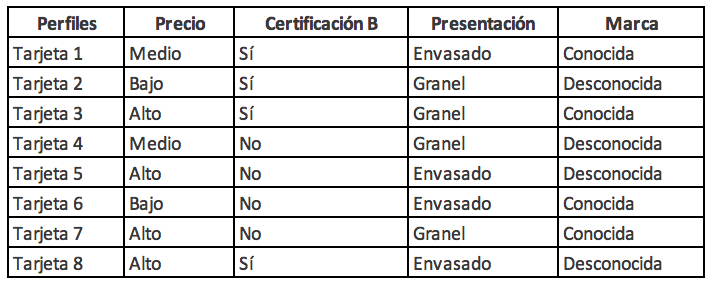 Perfiles Precio Certificación B Presentación Marca
Tarjeta 1 Medio Sí Envasado Conocida
Tarjeta 2 Bajo Sí Granel Desconocida
Tarjeta 3 Alto Sí Granel Conocida
Tarjeta 4 Medio No Granel Desconocida
Tarjeta 5 Alto No Envasado Desconocida
Tarjeta 6 Bajo No Envasado Conocida
Tarjeta 7 Alto No Granel Conocida
Tarjeta 8 Alto Sí Envasado Desconocida